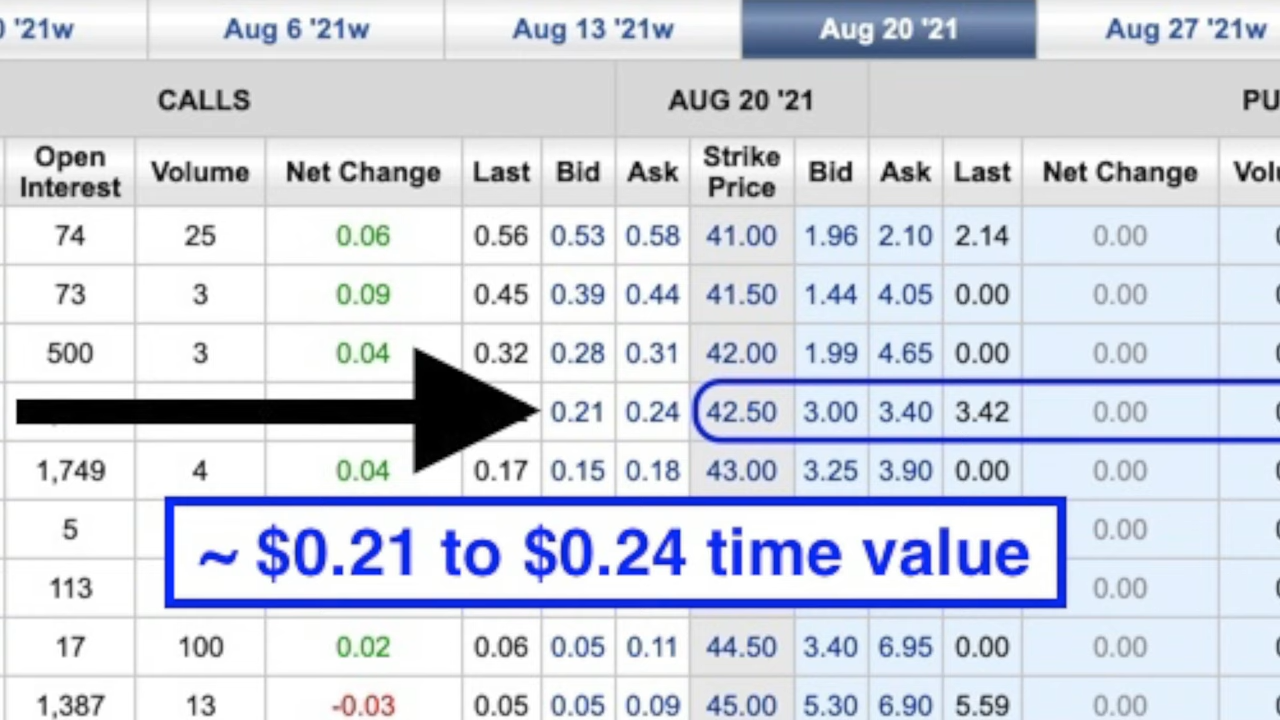 0 '21w Aug 6 '21w Aug 13 '21w Aug 20 '21 Aug 27 '21w
CALLS AUG 20 '21 PU
Open Interest Volume Net Change Last Bid Ask Strike Price Bid Ask Last Net Change Volu
74 25 0.06 0.56 0.53 0.58 41.00 1.96 2.10 2.14 0.00
73 3 0.09 0.45 0.39 0.44 41.50 1.44 4.05 0.00 0.00
500 3 0.04 0.32 0.28 0.31 42.00 1.99 4.65 0.00 0.00
0.21 0.24 42.50 3.00 3.40 3.42 0.00
1,749 4 0.04 0.17 0.15 0.18 43.00 3.25 3.90 0.00 0.00
5 0.00
~ $0.21 to $0.24 time value
113 0.00
17 100 0.02 0.06 0.05 0.11 44.50 3.40 6.95 0.00 0.00
1,387 13 -0.03 0.05 0.05 0.09 45.00 5.30 6.90 5.59 0.00